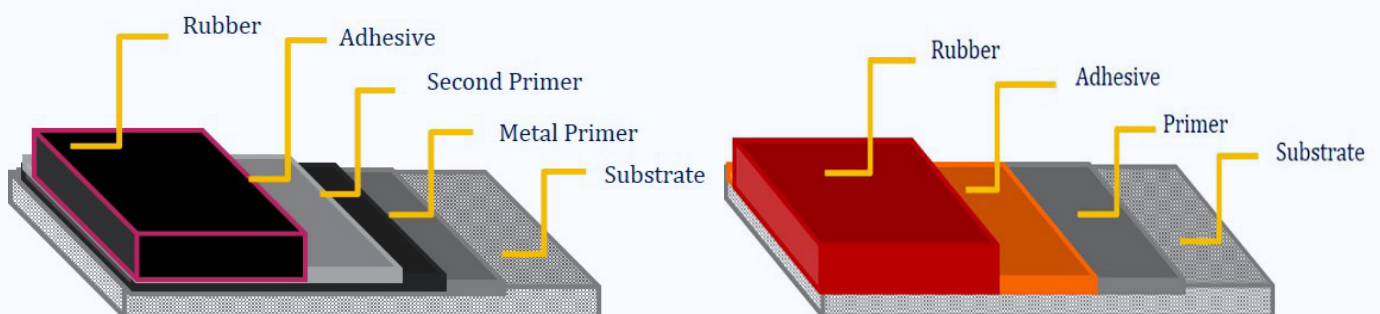 Rubber
Adhesive
Second Primer
Metal Primer
Substrate
Rubber
Adhesive
Primer
Substrate